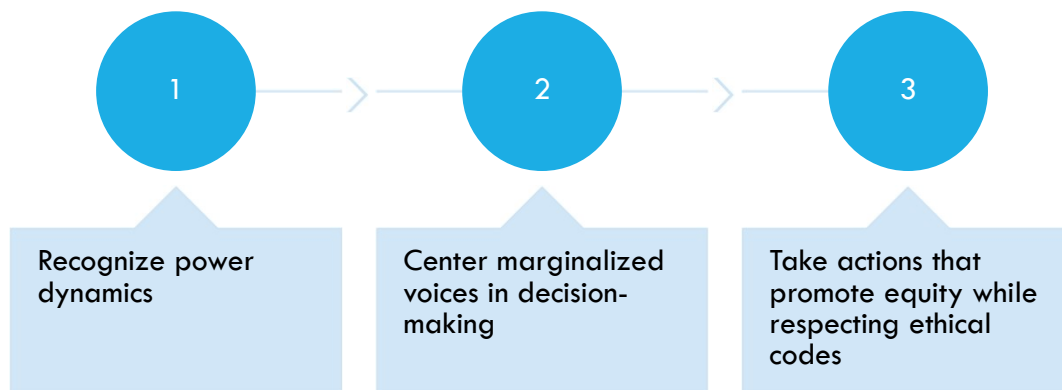 1
2
3
Recognize power
dynamics
Center marginalized
voices in decision-
making
Take actions that
promote equity while
respecting ethical
codes